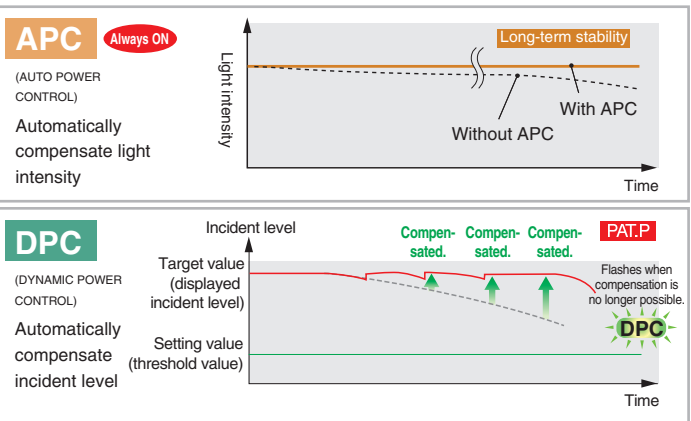 APC
Always ON
(AUTO POWER
CONTROL)
Automatically
compensate light
intensity
Light intensity
Long-term stability
With APC
Without APC
Time
DPC
(DYNAMIC POWER
CONTROL)
Automatically
compensate
incident level
Incident level
Target value
(displayed
incident level)
Setting value
(threshold value)
Compen-
sated.
Compen-
sated.
Compen-
sated.
PAT.P
Flashes when
compensation is
no longer possible.
DPC
Time